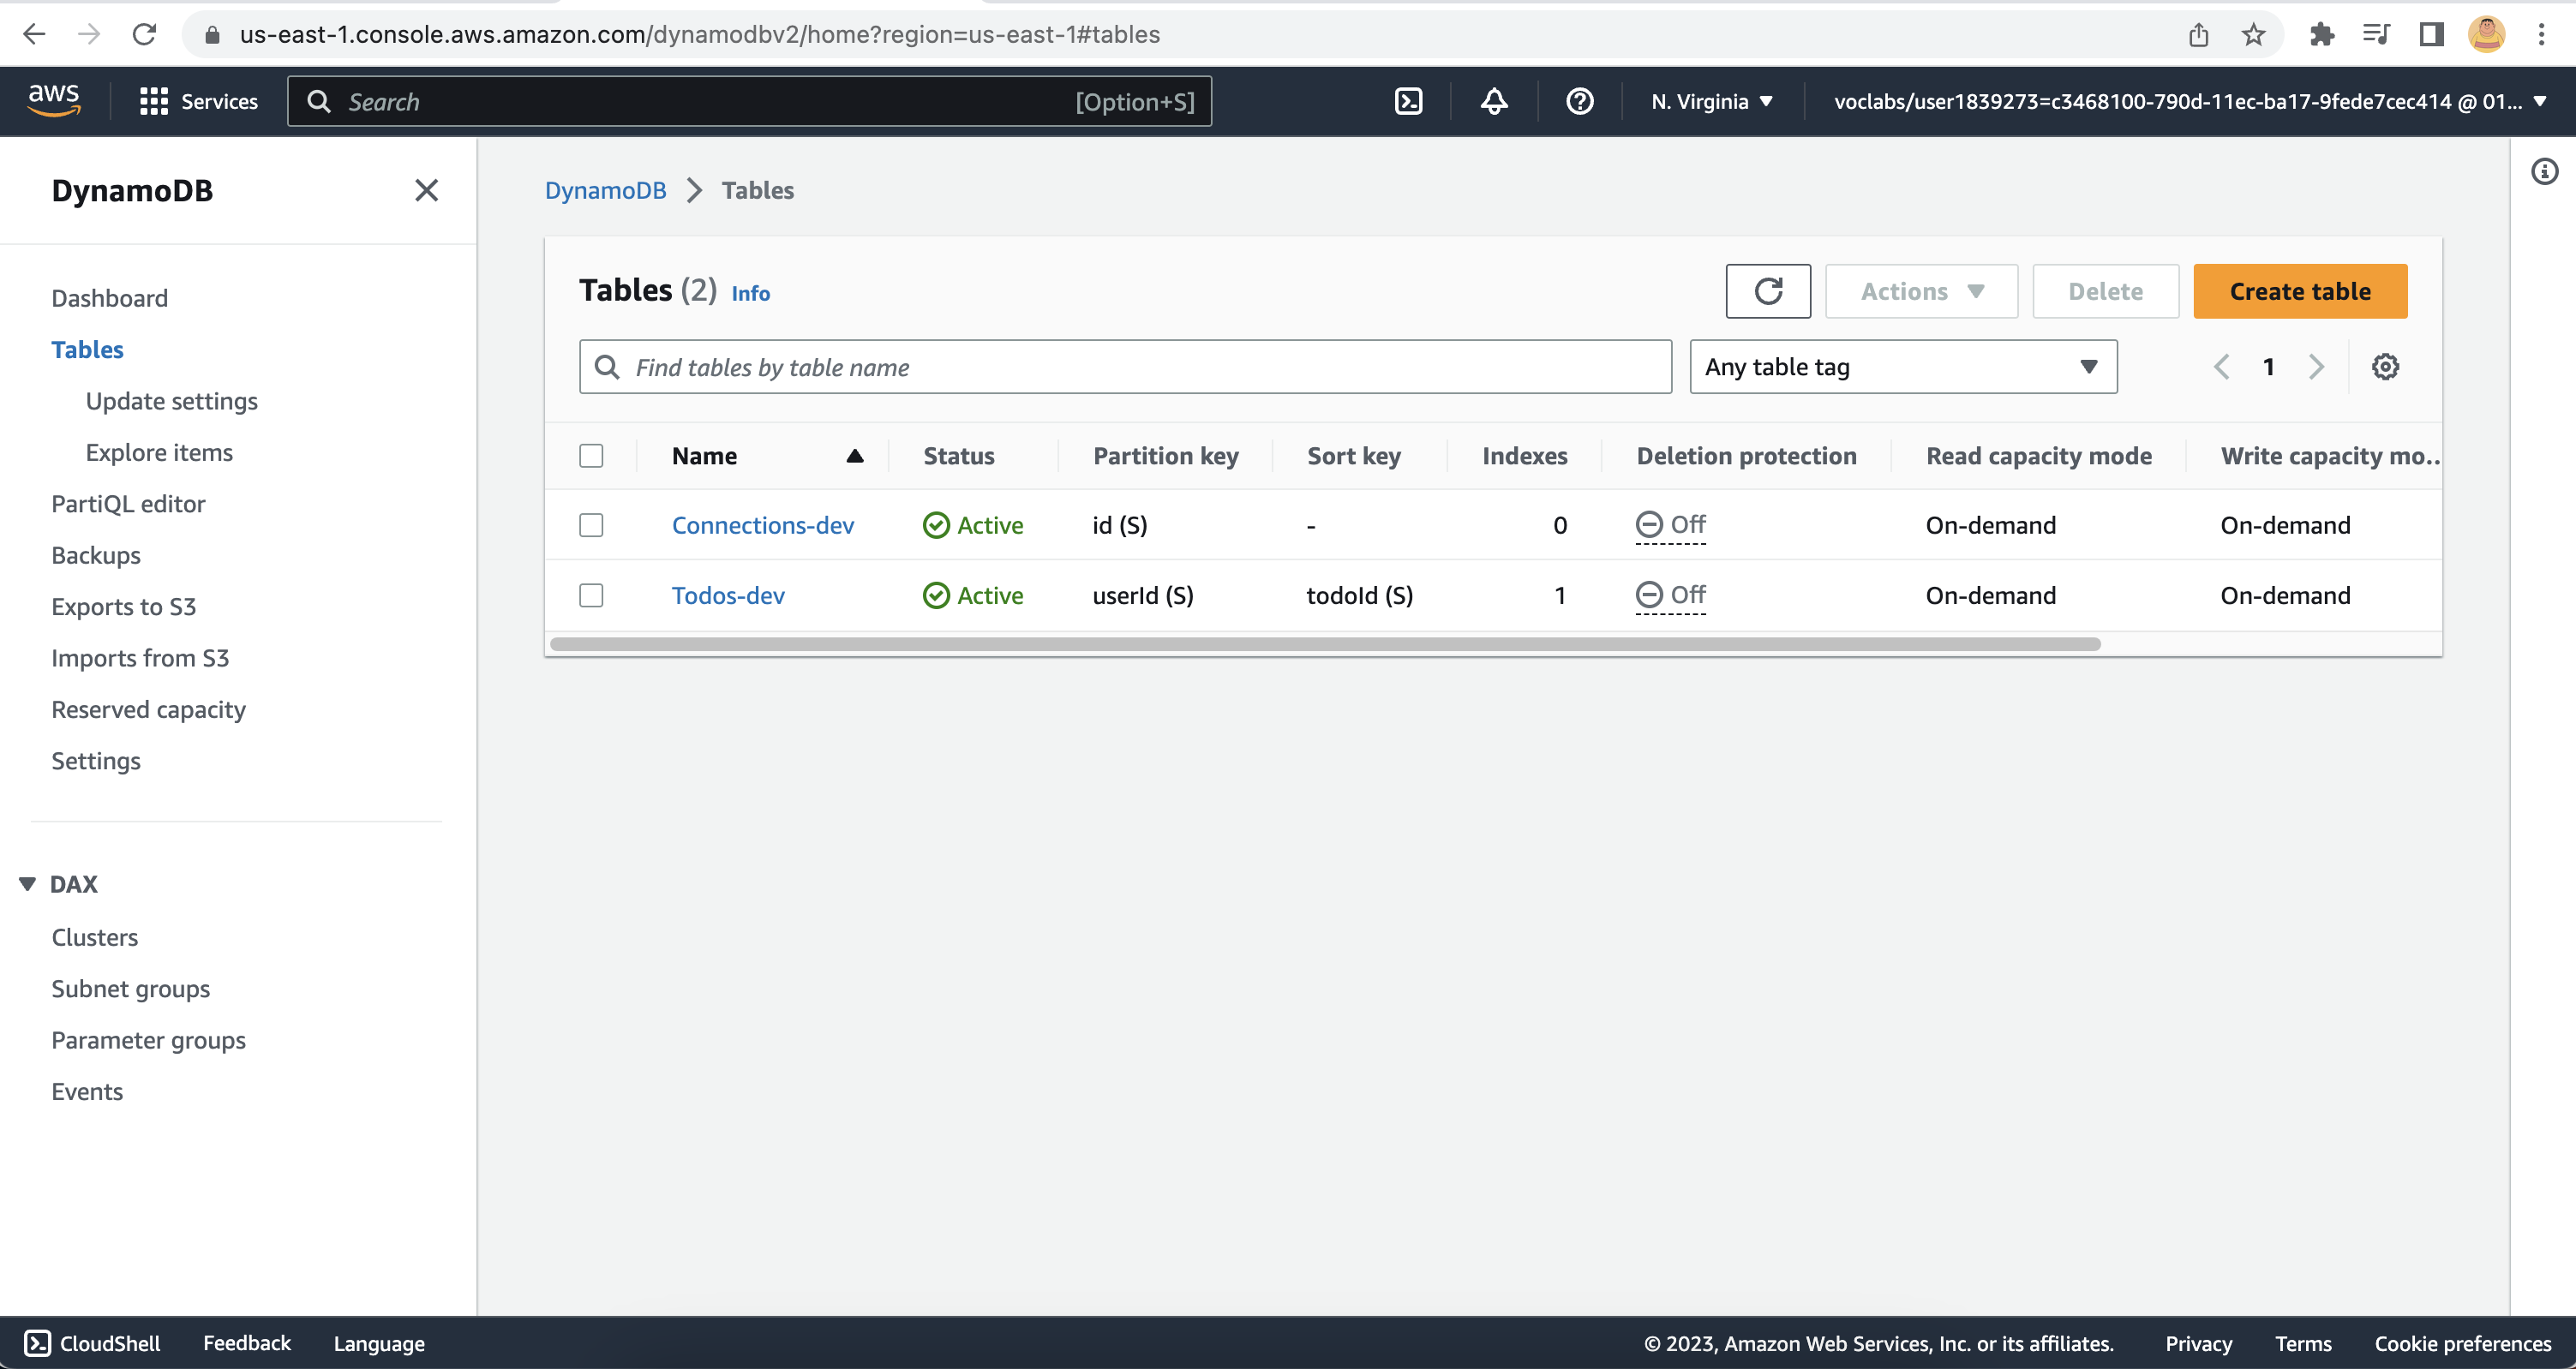 us-east-1.console.aws.amazon.com/dynamodbv2/home?region=us-east-1#tables
aws
Services
Search
[Option+S]
N. Virginia
voclabs/user1839273=c3468100-790d-11ec-ba17-9fede7cec414 @ 01...
DynamoDB
Dashboard
Tables
Update settings
Explore items
PartiQL editor
Backups
Exports to S3
Imports from S3
Reserved capacity
Settings
DAX
Clusters
Subnet groups
Parameter groups
Events
DynamoDB > Tables
Tables (2) Info
Actions
Delete
Create table
Find tables by table name
Any table tag
1
Name Status Partition key Sort key Indexes Deletion protection Read capacity mode Write capacity mo..
Connections-dev Active id (S) - 0 Off On-demand On-demand
Todos-dev Active userId (S) todoId (S) 1 Off On-demand On-demand
CloudShell Feedback Language © 2023, Amazon Web Services, Inc. or its affiliates. Privacy Terms Cookie preferences